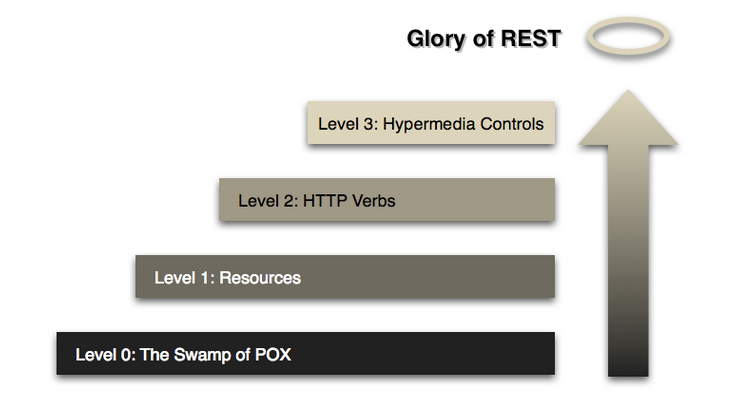 Glory of REST
Level 3: Hypermedia Controls
Level 2: HTTP Verbs
Level 1: Resources
Level 0: The Swamp of POX